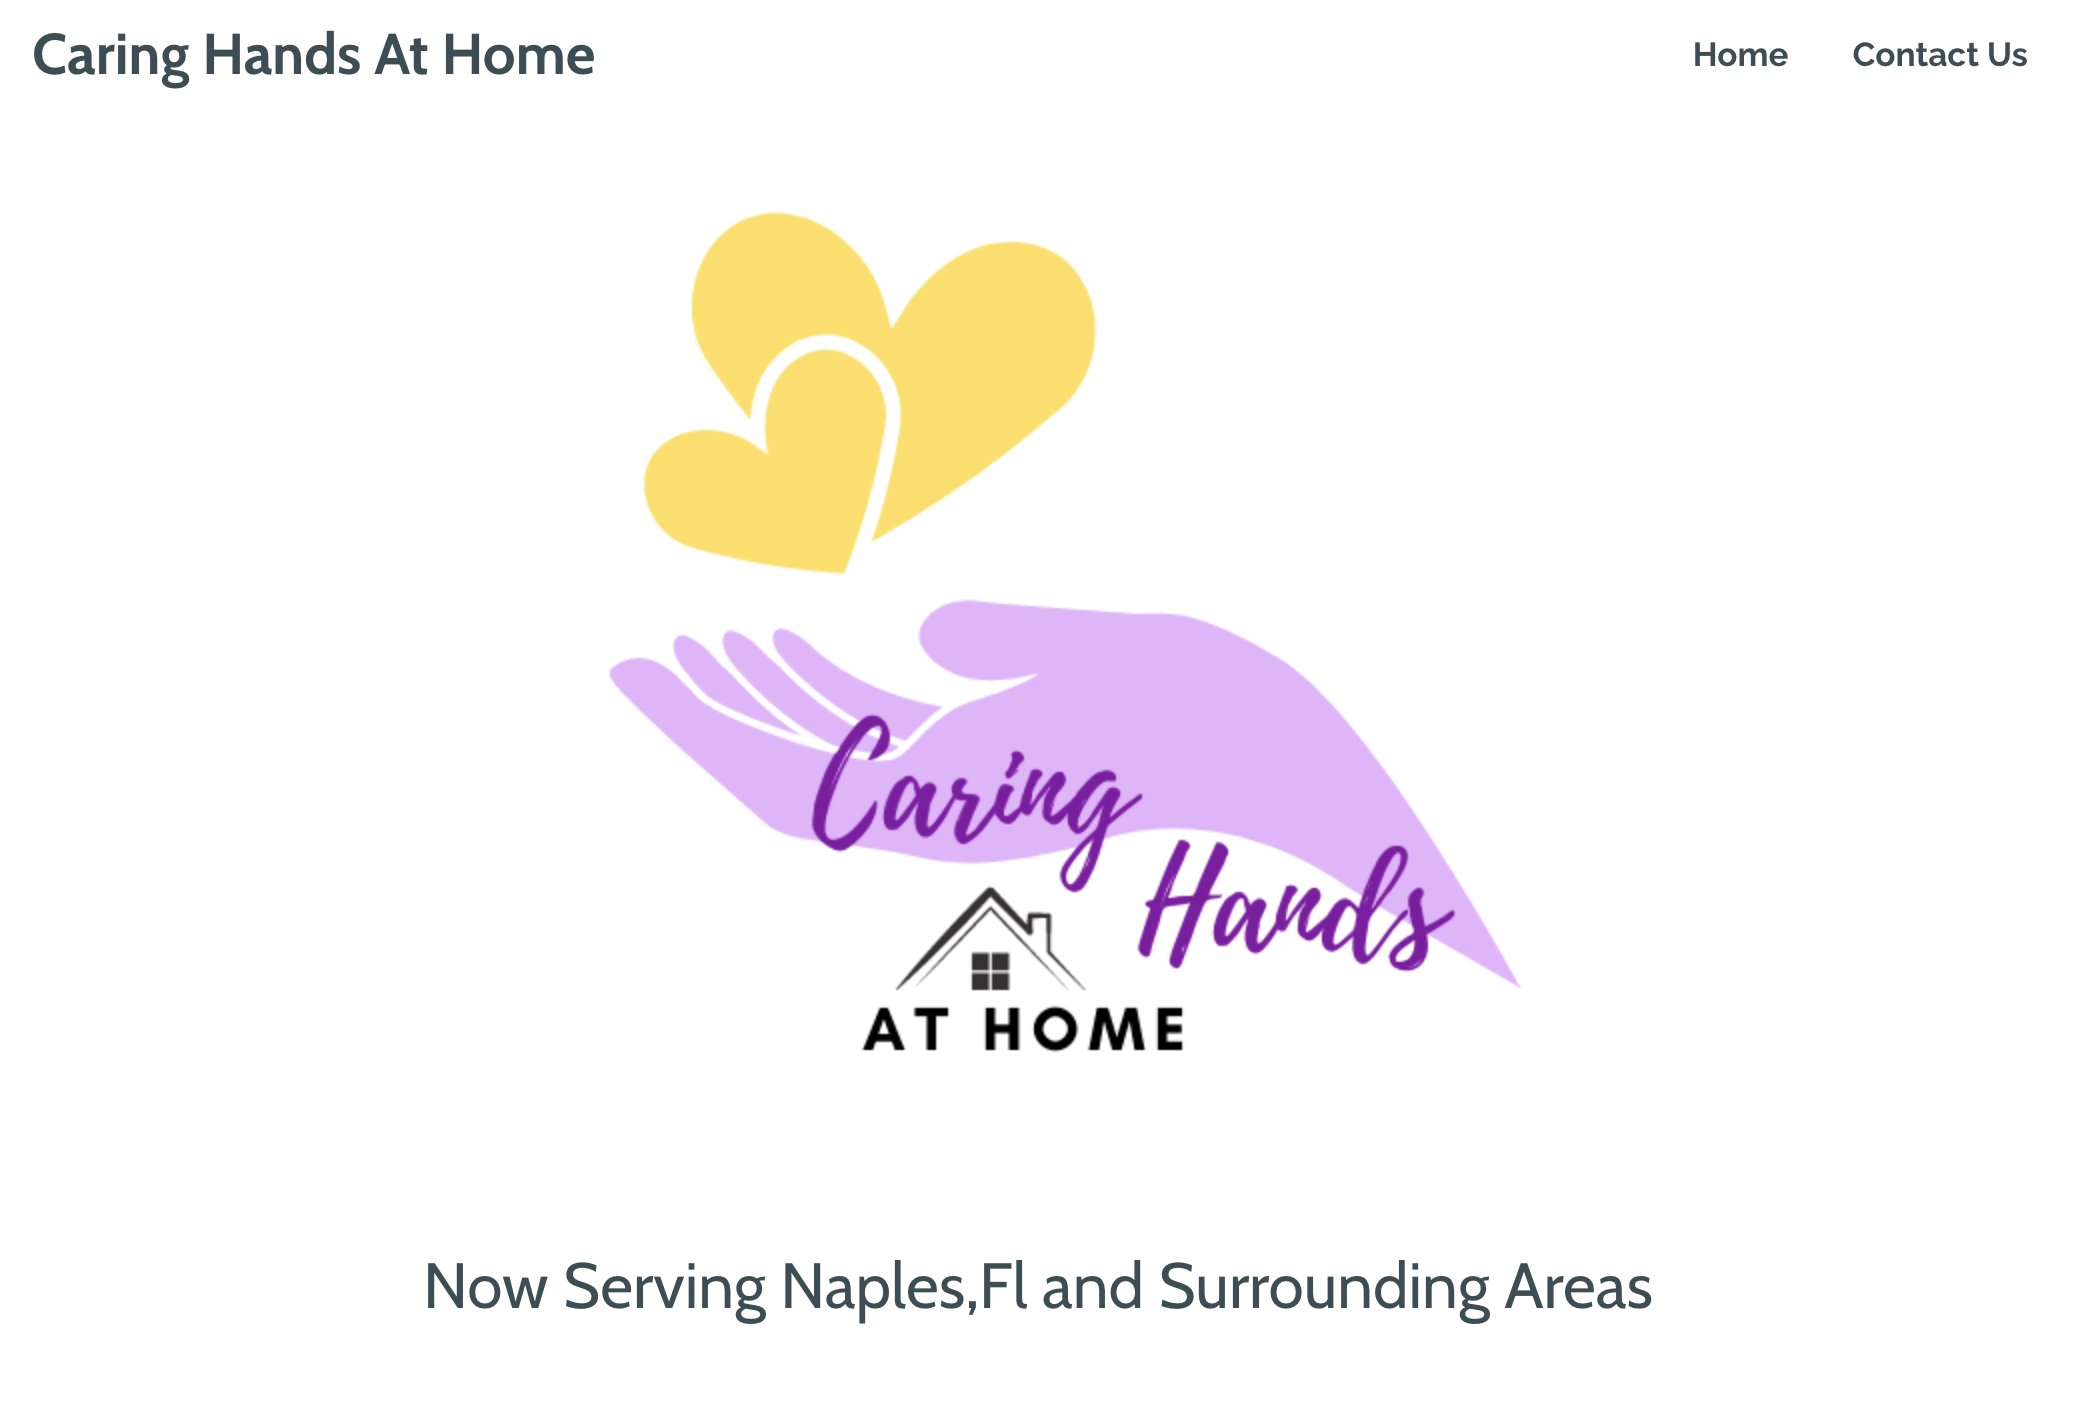 Caring Hands At Home
Home
Contact Us
Caring
Hands
AT HOME
Now Serving Naples,Fl and Surrounding Areas